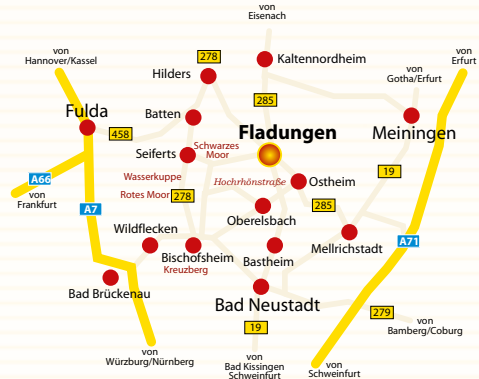 von
Eisenach
von
Hannover/Kassel
278
Kaltennordheim
von
Gotha/Erfurt
von
Erfurt
Hilders
285
Fulda
Batten
Fladungen
Meiningen
458
Seiferts
Schwarzes
Moor
A66
Wasserkuppe
Hochrhönstraße
Ostheim
19
von
Frankfurt
Rotes Moor
278
A7
Oberelsbach
285
Wildflecken
Mellrichstadt
A71
Bischofsheim
Kreuzberg
Bastheim
Bad Brückenau
Bad Neustadt
279
von
Bamberg/Coburg
19
von
Würzburg/Nürnberg
von
Bad Kissingen
Schweinfurt
von
Schweinfurt